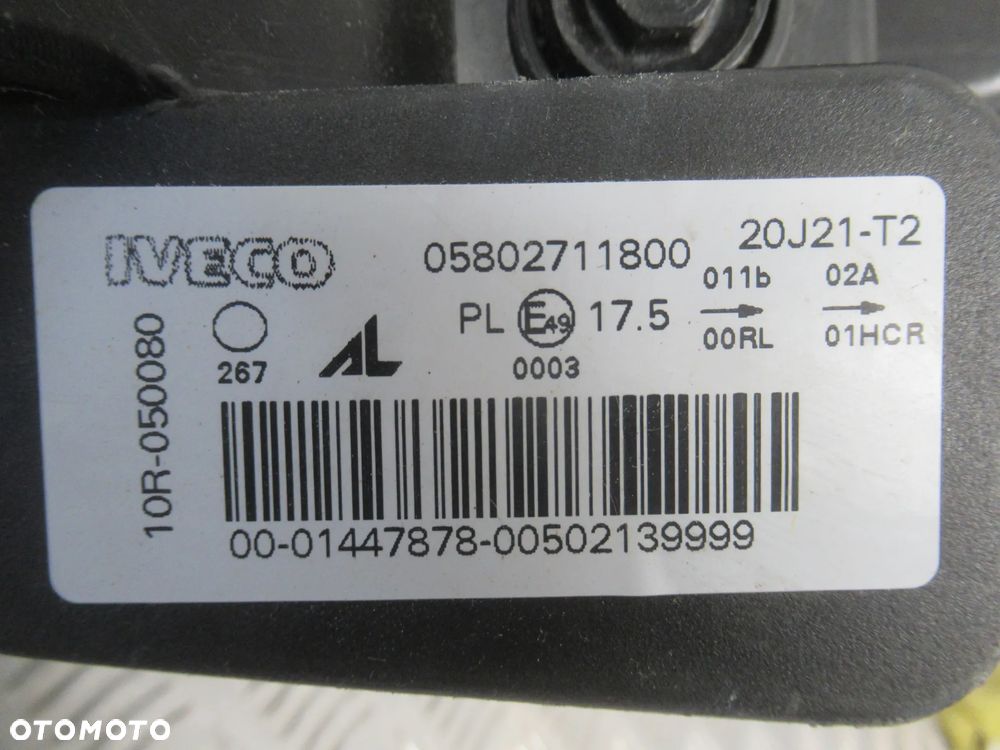 IVECO 05802711800 20J21-T2
PL E49 17.5 011b 02A
00RL 01HCR
267 AL 0003
10R-050080
00-01447878-00502139999
OTOMOTO